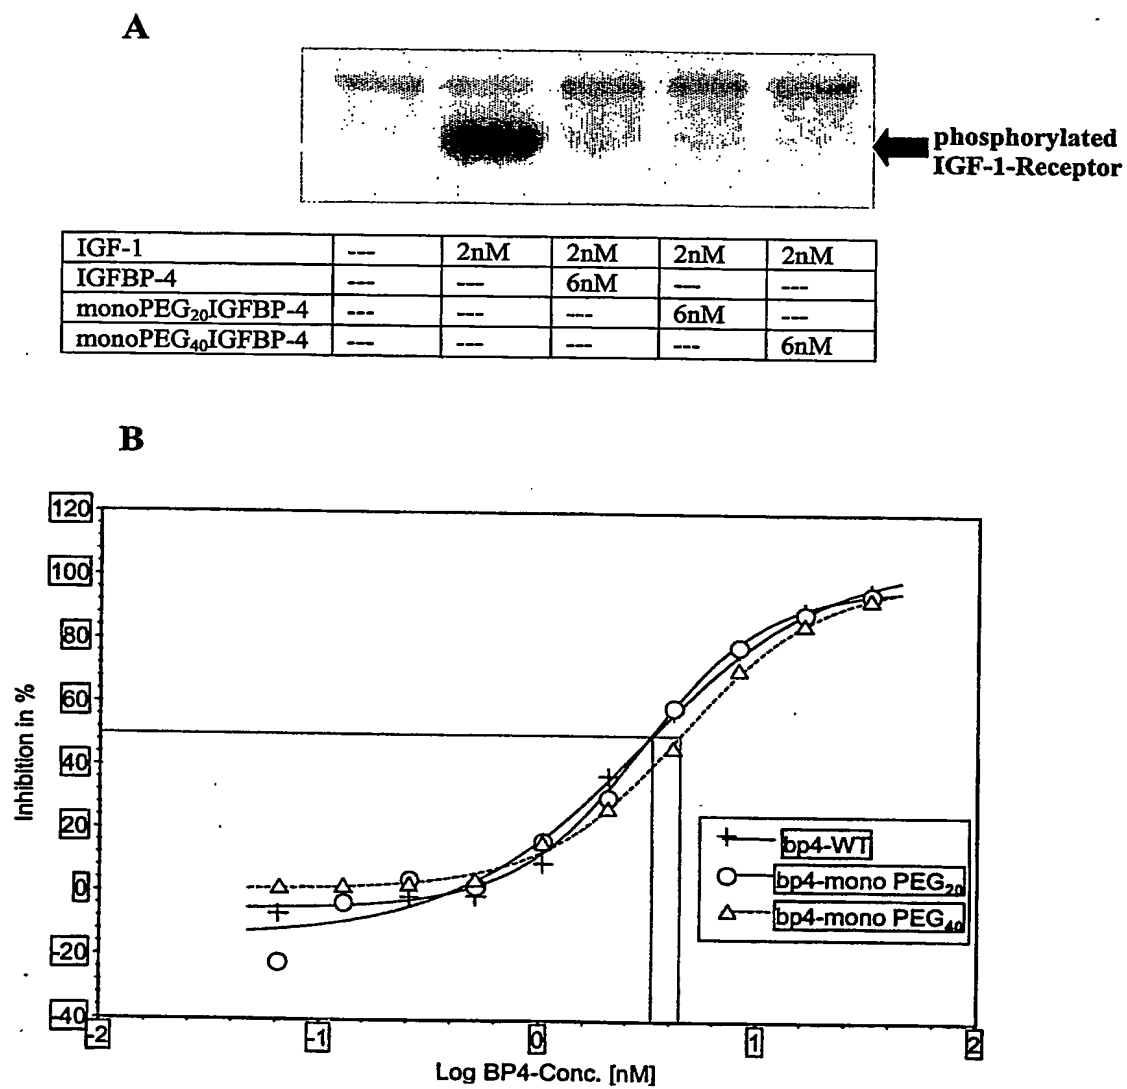 A
phosphorylated
IGF-1-Receptor
IGF-1 --- 2nM 2nM 2nM 2nM
IGFBP-4 --- --- 6nM --- ---
monoPEG20IGFBP-4 --- --- --- 6nM ---
monoPEG40IGFBP-4 --- --- --- --- 6nM
B
120
100
80
60
40
20
0
-20
-40
Inhibition in %
bp4-WT
bp4-mono PEG20
bp4-mono PEG40
-2 -1 0 1 2
Log BP4-Conc. [nM]